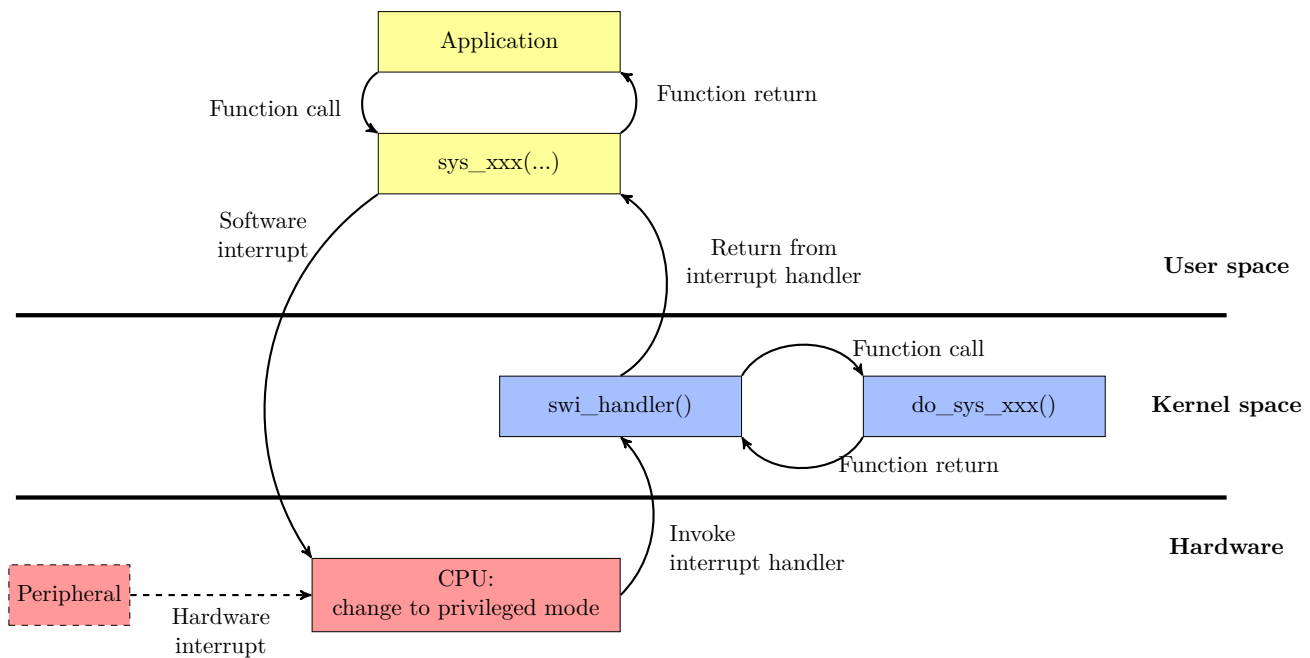 Application
Function call
Function return
sys_xxx(...)
Software
interrupt
Return from
interrupt handler
User space
Function call
swi_handler()
do_sys_xxx()
Kernel space
Function return
Invoke
interrupt handler
Hardware
CPU:
change to privileged mode
Peripheral
Hardware
interrupt